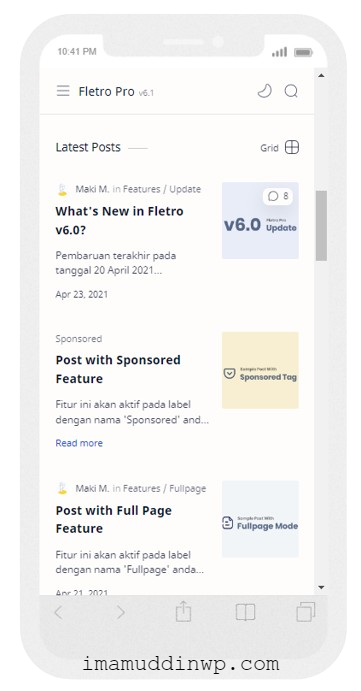 10:41 PM
Fletro Pro v6.1
Latest Posts
Grid
Maki M. in Features / Update
What's New in Fletro
v6.0?
Pembaruan terakhir pada
tanggal 20 April 2021...
Apr 23, 2021
8
v6.0 Fletro Pro
Update
Sponsored
Post with Sponsored
Feature
Fitur ini akan aktif pada label
dengan nama 'Sponsored' and...
Read more
Sample Post With
Sponsored Tag
Maki M. in Features / Fullpage
Post with Full Page
Feature
Fitur ini akan aktif pada label
dengan nama 'Fullpage' anda...
Apr 21, 2021
Sample Post With
Fullpage Mode
imamuddinwp.com